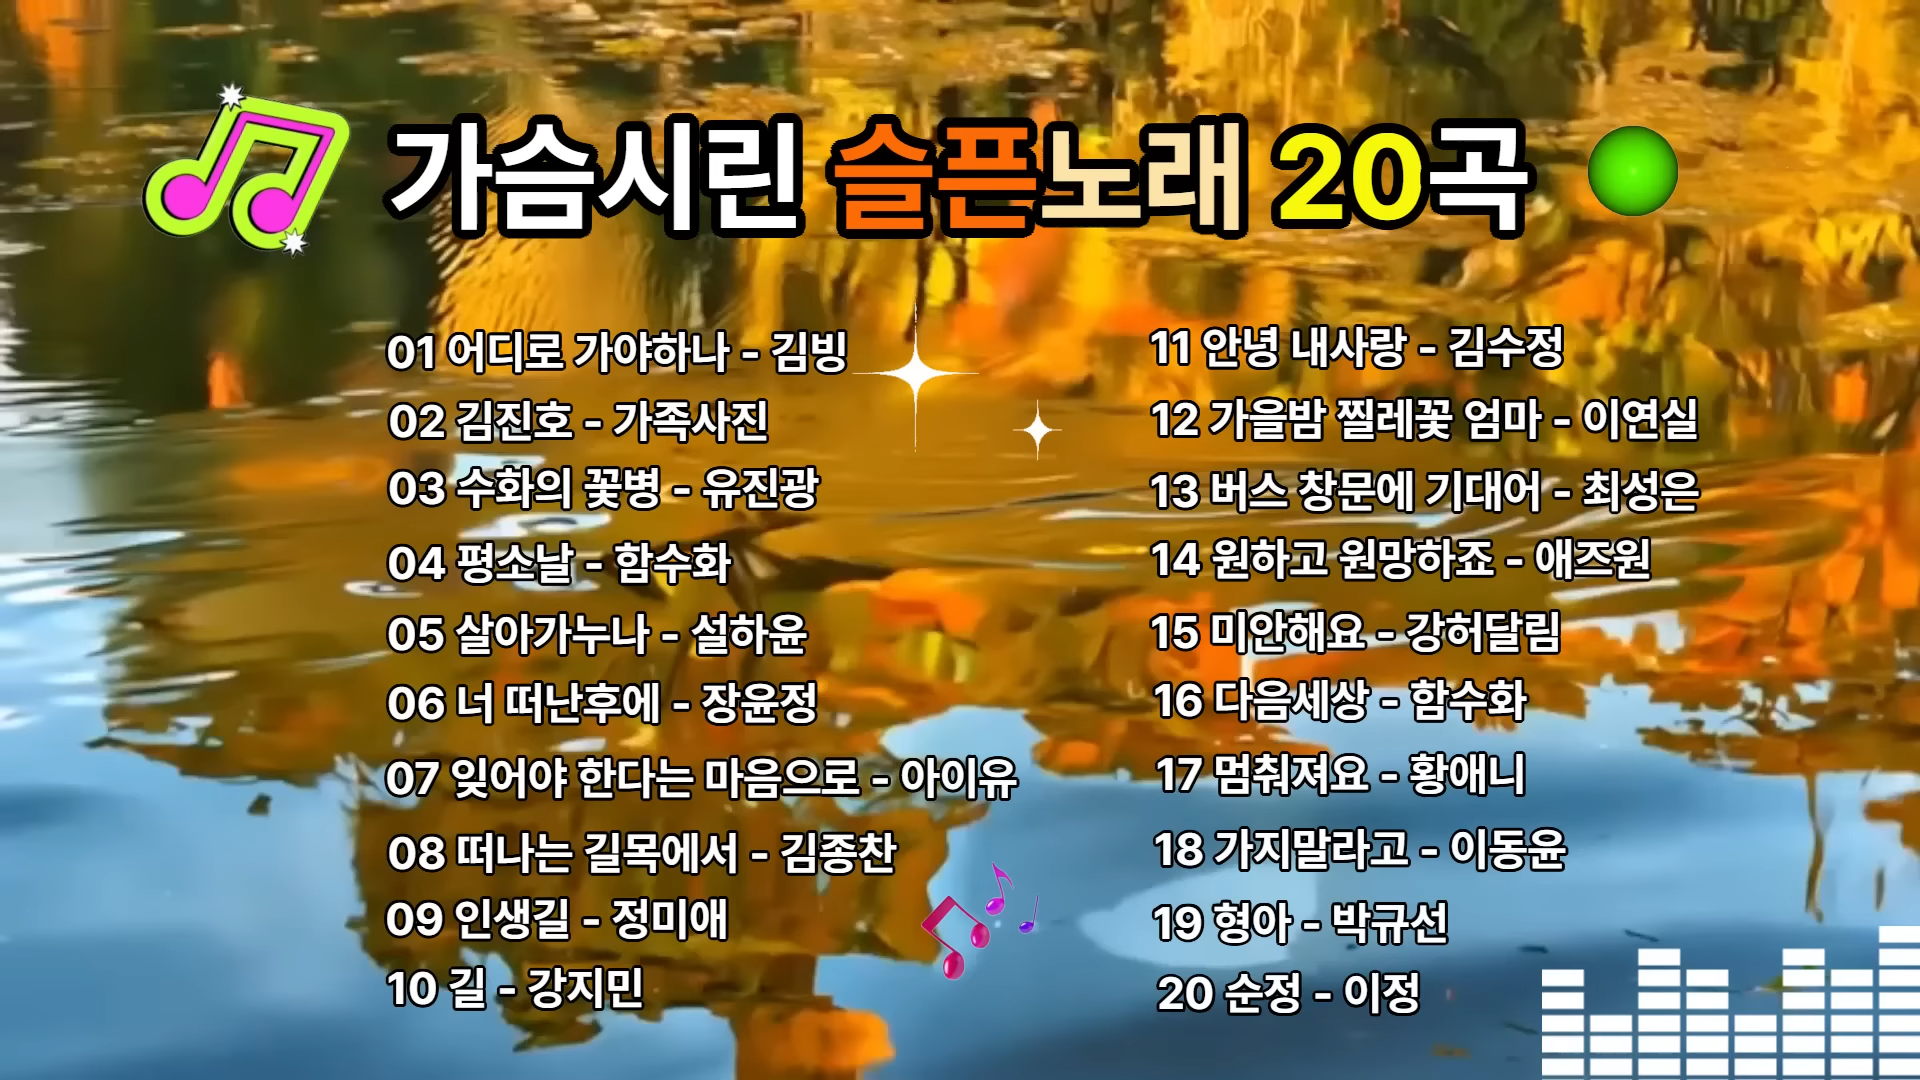 가슴시린 슬픈노래 20곡
01 어디로 가야하나 - 김빙
02 김진호 - 가족사진
03 수화의 꽃병 - 유진광
04 평소날 - 함수화
05 살아가누나 - 설하윤
06 너 떠난후에 - 장윤정
07 잊어야 한다는 마음으로 - 아이유
08 떠나는 길목에서 - 김종찬
09 인생길 - 정미애
10 길 - 강지민
11 안녕 내사랑 - 김수정
12 가을밤 찔레꽃 엄마 - 이연실
13 버스 창문에 기대어 - 최성은
14 원하고 원망하죠 - 애즈원
15 미안해요 - 강허달림
16 다음세상 - 함수화
17 멈춰져요 - 황애니
18 가지말라고 - 이동윤
19 형아 - 박규선
20 순정 - 이정